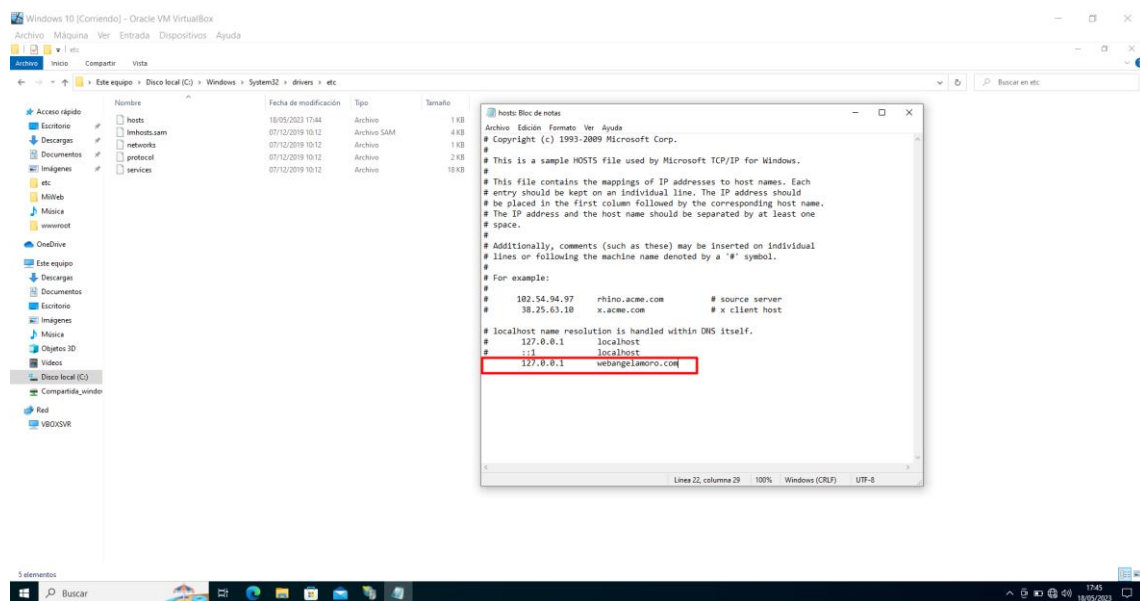 Windows 10 [Corriendo] - Oracle VM VirtualBox
Archivo Máquina Ver Entrada Dispositivos Ayuda
etc
Archivo Inicio Compartir Vista
Este equipo > Disco local (C:) > Windows > System32 > drivers > etc
Buscar en etc
Nombre Fecha de modificación Tipo Tamaño
hosts 18/05/2023 17:44 Archivo 1 KB
lmhosts.sam 07/12/2019 10:12 Archivo SAM 4 KB
networks 07/12/2019 10:12 Archivo 1 KB
protocol 07/12/2019 10:12 Archivo 2 KB
services 07/12/2019 10:12 Archivo 18 KB
Acceso rápido
Escritorio
Descargas
Documentos
Imágenes
etc
MiWeb
Música
wwwroot
OneDrive
Este equipo
Descargas
Documentos
Escritorio
Imágenes
Música
Objetos 3D
Vídeos
Disco local (C:)
Compartida_window
Red
VBOXSVR
hosts: Bloc de notas
Archivo Edición Formato Ver Ayuda
# Copyright (c) 1993-2009 Microsoft Corp.
#
# This is a sample HOSTS file used by Microsoft TCP/IP for Windows.
#
# This file contains the mappings of IP addresses to host names. Each
# entry should be kept on an individual line. The IP address should
# be placed in the first column followed by the corresponding host name.
# The IP address and the host name should be separated by at least one
# space.
#
# Additionally, comments (such as these) may be inserted on individual
# lines or following the machine name denoted by a '#' symbol.
#
# For example:
#
# 102.54.94.97 rhino.acme.com # source server
# 38.25.63.10 x.acme.com # x client host
# localhost name resolution is handled within DNS itself.
# 127.0.0.1 localhost
# ::1 localhost
127.0.0.1 webangelamoro.com
Línea 22, columna 29 100% Windows (CRLF) UTF-8
5 elementos
Buscar
17:45
18/05/2023